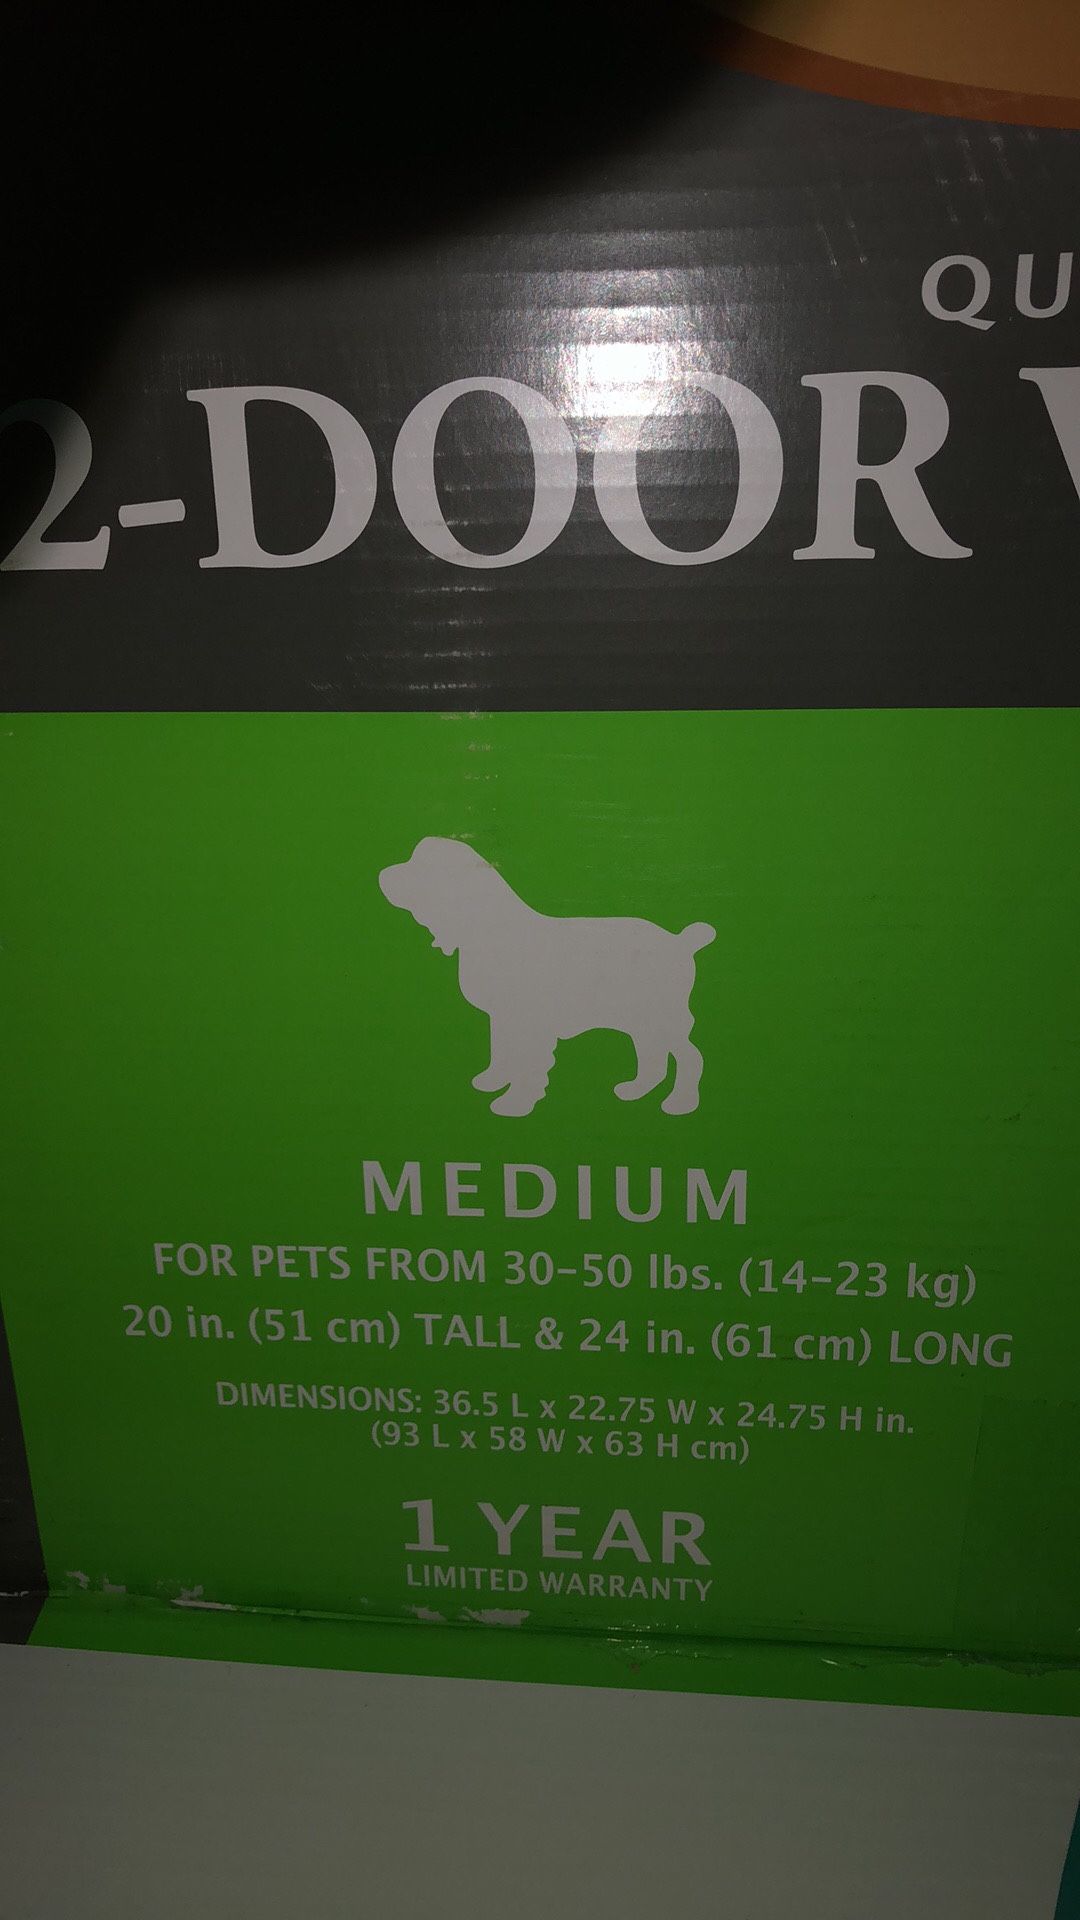 QU
2-DOOR
MEDIUM
FOR PETS FROM 30-50 lbs. (14-23 kg)
20 in. (51 cm) TALL & 24 in. (61 cm) LONG
DIMENSIONS: 36.5 L x 22.75 W x 24.75 H in.
(93 L x 58 W x 63 H cm)
1 YEAR
LIMITED WARRANTY